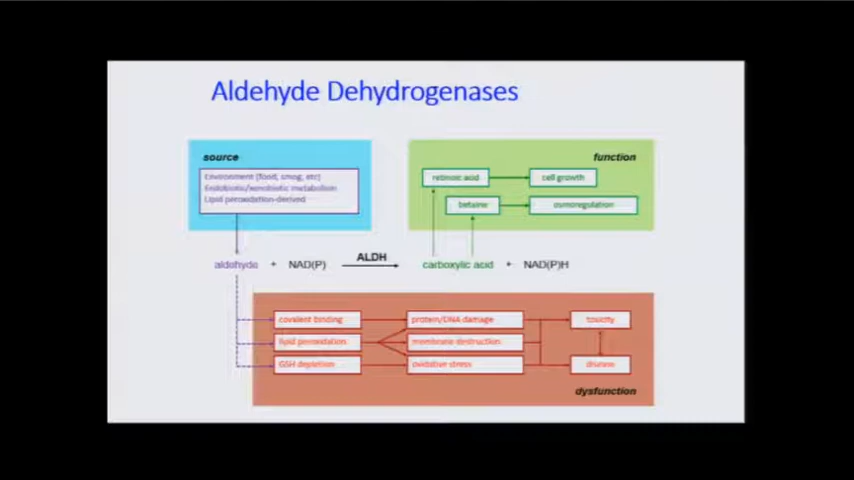 Aldehyde Dehydrogenases
source
Environment (food, smog, etc)
Endobiotic/xenobiotic metabolism
Lipid peroxidation-derived
function
retinoic acid
cell growth
betaine
osmoregulation
aldehyde + NAD(P) ALDH carboxylic acid + NAD(P)H
covalent binding
protein/DNA damage
toxicity
lipid peroxidation
membrane destruction
GSH depletion
oxidative stress
disease
dysfunction